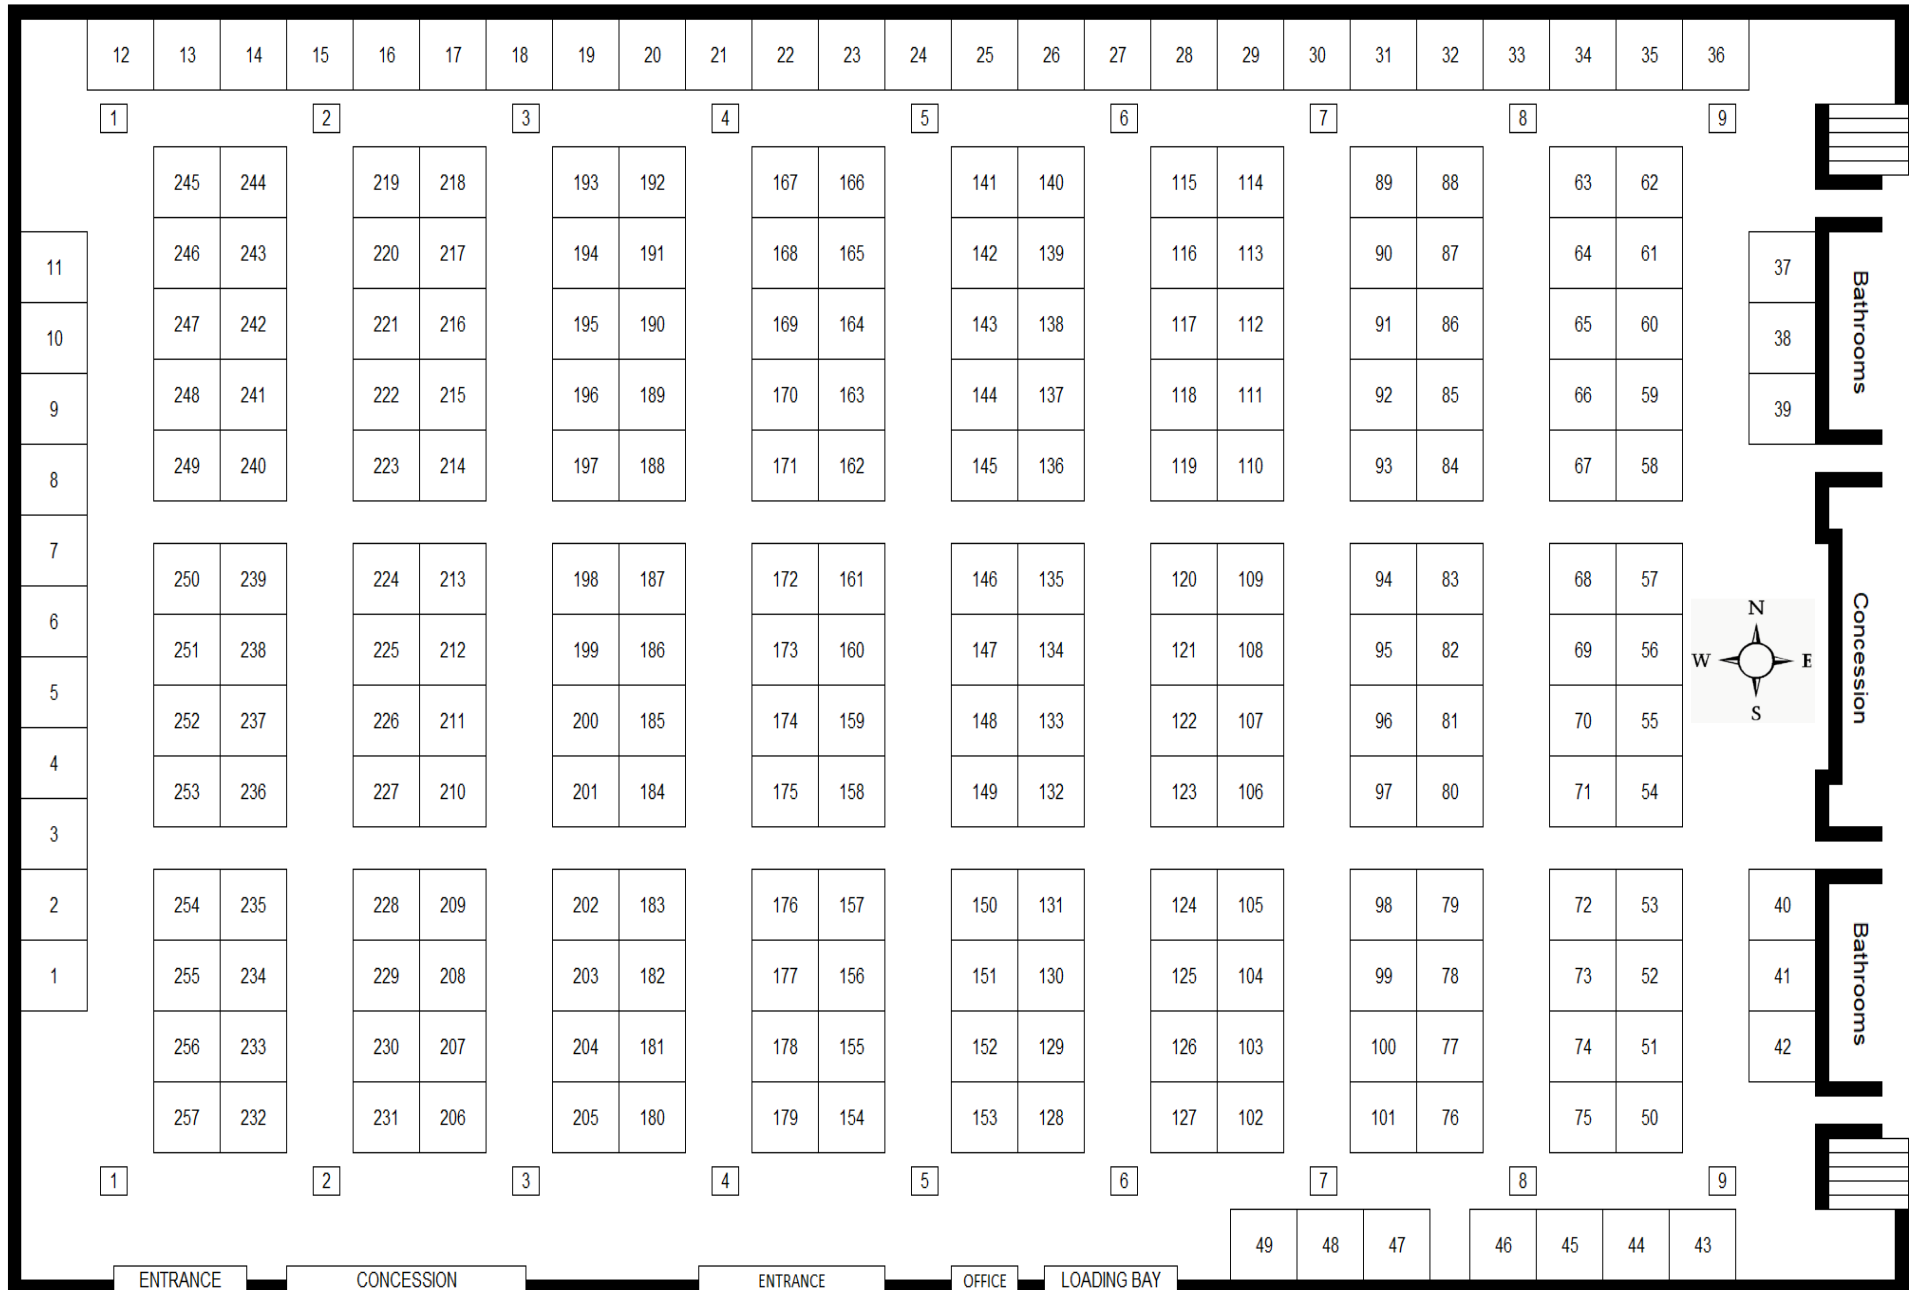 12 13 14 15 16 17 18 19 20 21 22 23 24 25 26 27 28 29 30 31 32 33 34 35 36
1 2 3 4 5 6 7 8 9
245 244 219 218 193 192 167 166 141 140 115 114 89 88 63 62
246 243 220 217 194 191 168 165 142 139 116 113 90 87 64 61
11 37
247 242 221 216 195 190 169 164 143 138 117 112 91 86 65 60
10 38
Bathrooms
248 241 222 215 196 189 170 163 144 137 118 111 92 85 66 59
9 39
249 240 223 214 197 188 171 162 145 136 119 110 93 84 67 58
8
7
250 239 224 213 198 187 172 161 146 135 120 109 94 83 68 57
6
251 238 225 212 199 186 173 160 147 134 121 108 95 82 69 56
N
W E
S
Concession
5
252 237 226 211 200 185 174 159 148 133 122 107 96 81 70 55
4
253 236 227 210 201 184 175 158 149 132 123 106 97 80 71 54
3
2 254 235 228 209 202 183 176 157 150 131 124 105 98 79 72 53 40
1 255 234 229 208 203 182 177 156 151 130 125 104 99 78 73 52 41
Bathrooms
256 233 230 207 204 181 178 155 152 129 126 103 100 77 74 51 42
257 232 231 206 205 180 179 154 153 128 127 102 101 76 75 50
1 2 3 4 5 6 7 8 9
49 48 47 46 45 44 43
ENTRANCE CONCESSION ENTRANCE OFFICE LOADING BAY